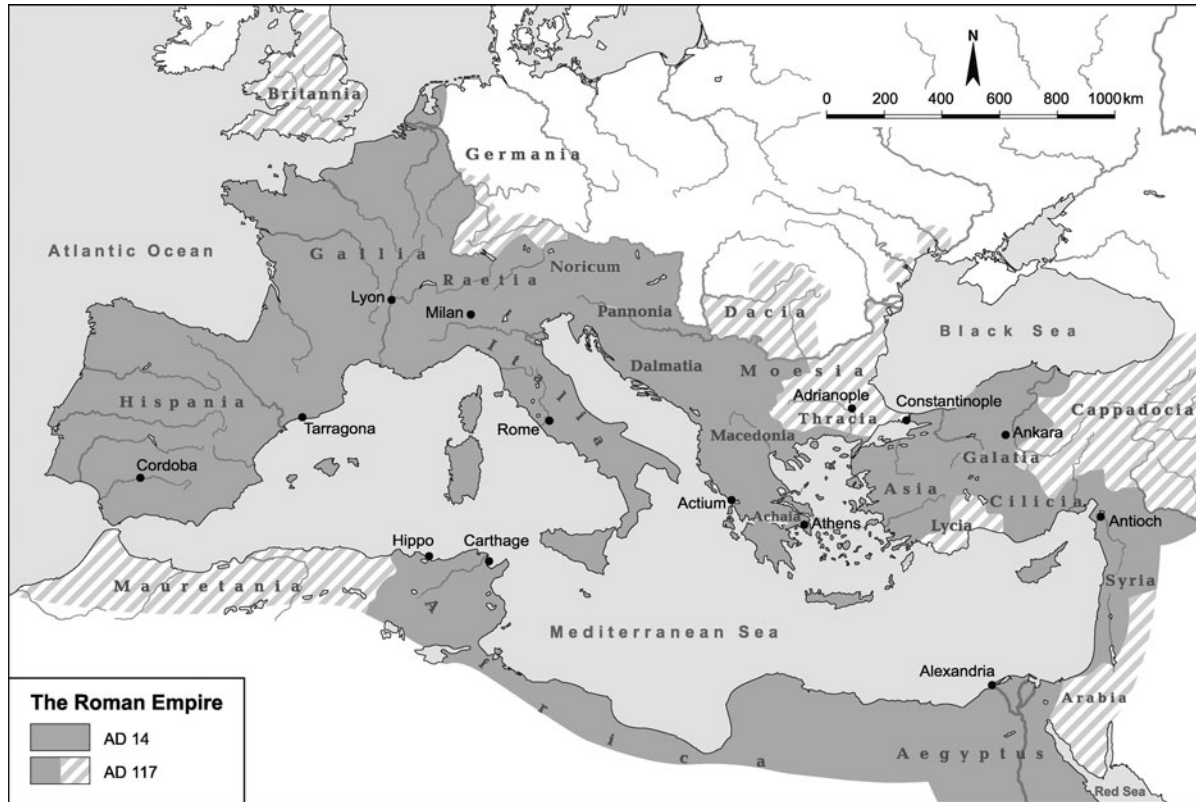 N
0 200 400 600 800 1000km
Britannia
Germania
Atlantic Ocean
Gallia
Raetia
Noricum
Lyon
Milan
Pannonia
Dacia
Black Sea
Italia
Dalmatia
Moesia
Hispania
Adrianople
Constantinople
Cappadocia
Tarragona
Rome
Thracia
Macedonia
Ankara
Galatia
Cordoba
Actium
Asia
Cilicia
Achaia
Athens
Lycia
Antioch
Hippo
Carthage
Mauretania
Syria
Mediterranean Sea
Africa
Alexandria
Arabia
Aegyptus
Red Sea
The Roman Empire
AD 14
AD 117